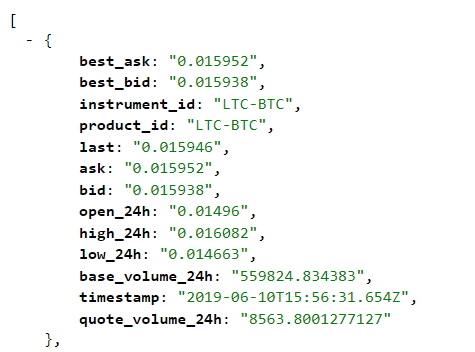 [
- {
best_ask: "0.015952",
best_bid: "0.015938",
instrument_id: "LTC-BTC",
product_id: "LTC-BTC",
last: "0.015946",
ask: "0.015952",
bid: "0.015938",
open_24h: "0.01496",
high_24h: "0.016082",
low_24h: "0.014663",
base_volume_24h: "559824.834383",
timestamp: "2019-06-10T15:56:31.654Z",
quote_volume_24h: "8563.8001277127"
},